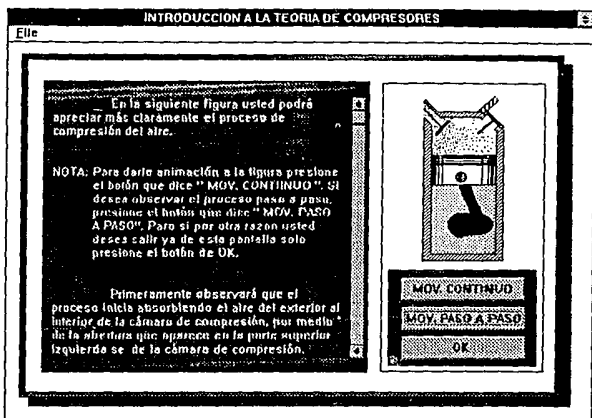 INTRODUCCION A LA TEORIA DE COMPRESORES
File
En la siguiente figura usted podrá
apreciar más claramente el proceso de
compresión del aire.
NOTA: Para darle animación a la figura presione
el botón que dice " MOV. CONTINUO ". Si
desea observar el proceso paso a paso,
presione el botón que dice " MOV. PASO
A PASO". Paro si por otra razon usted
desea salir ya de esta pantalla solo
presione el botón de OK.
Primeramente observará que el
proceso inicia absorbiendo el aire del exterior al
interior de la cámara de compresión, por medio
de la abertura que aparece en la parte superior
izquierda se de la cámara de compresión.
MOV. CONTINUO
MOV. PASO A PASO
OK